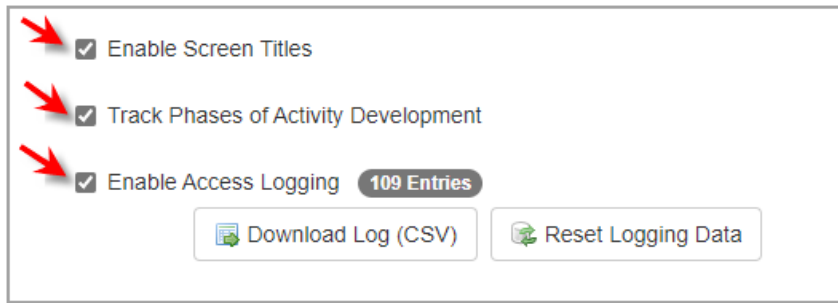 Enable Screen Titles
Track Phases of Activity Development
Enable Access Logging 109 Entries
Download Log (CSV) Reset Logging Data